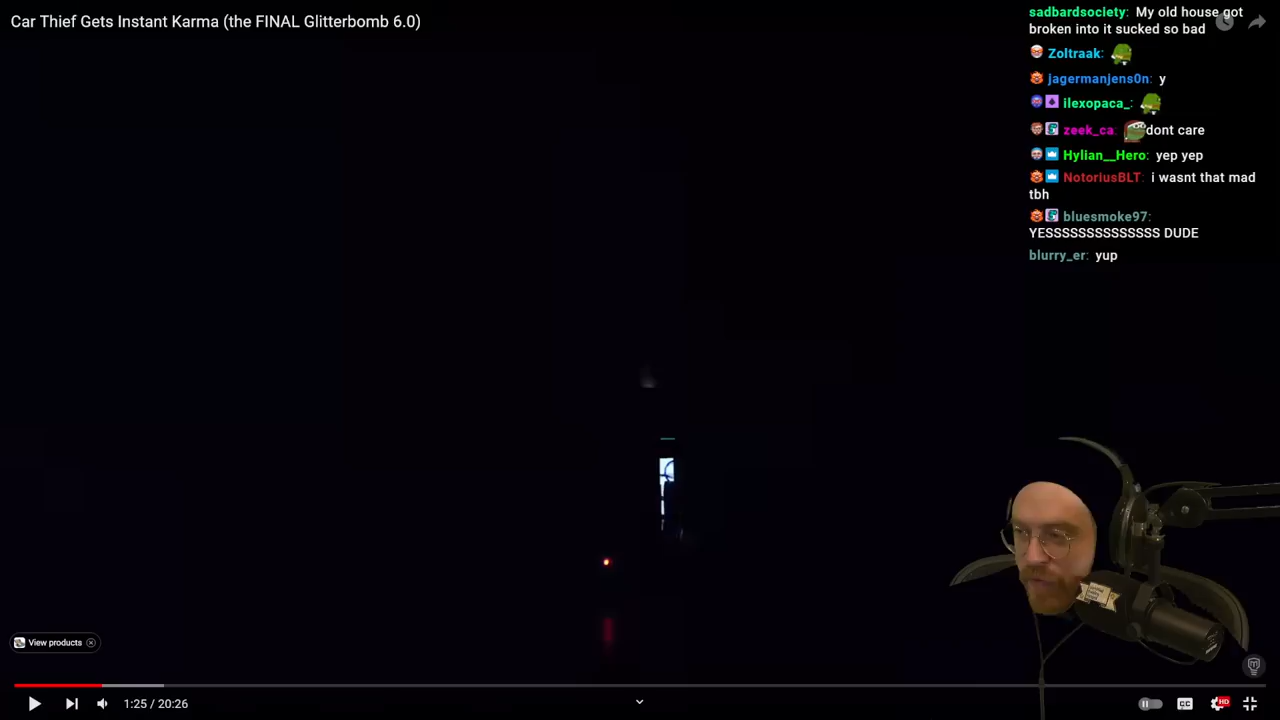 Car Thief Gets Instant Karma (the FINAL Glitterbomb 6.0)
sadbardsociety: My old house got
broken into it sucked so bad
Zoltraak:
jagermanjens0n: y
ilexopaca_:
zeek_ca: dont care
Hylian__Hero: yep yep
NotoriusBLT: i wasnt that mad
tbh
bluesmoke97:
YESSSSSSSSSSSSSS DUDE
blurry_er: yup
View products
1:25 / 20:26
CC
HD